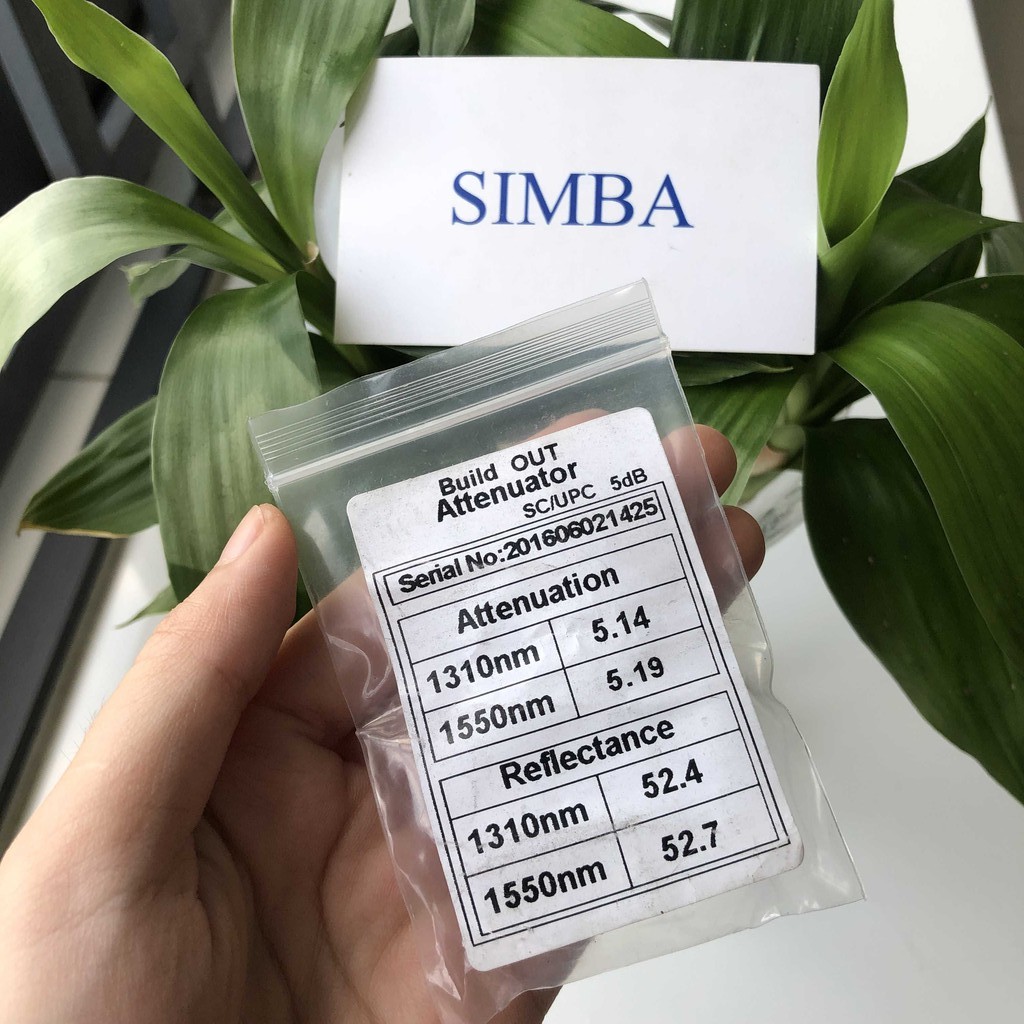 SIMBA
Build OUT
Attenuator
SC/UPC 5dB
Serial No:201606021425
Attenuation
1310nm 5.14
1550nm 5.19
Reflectance
1310nm 52.4
1550nm 52.7